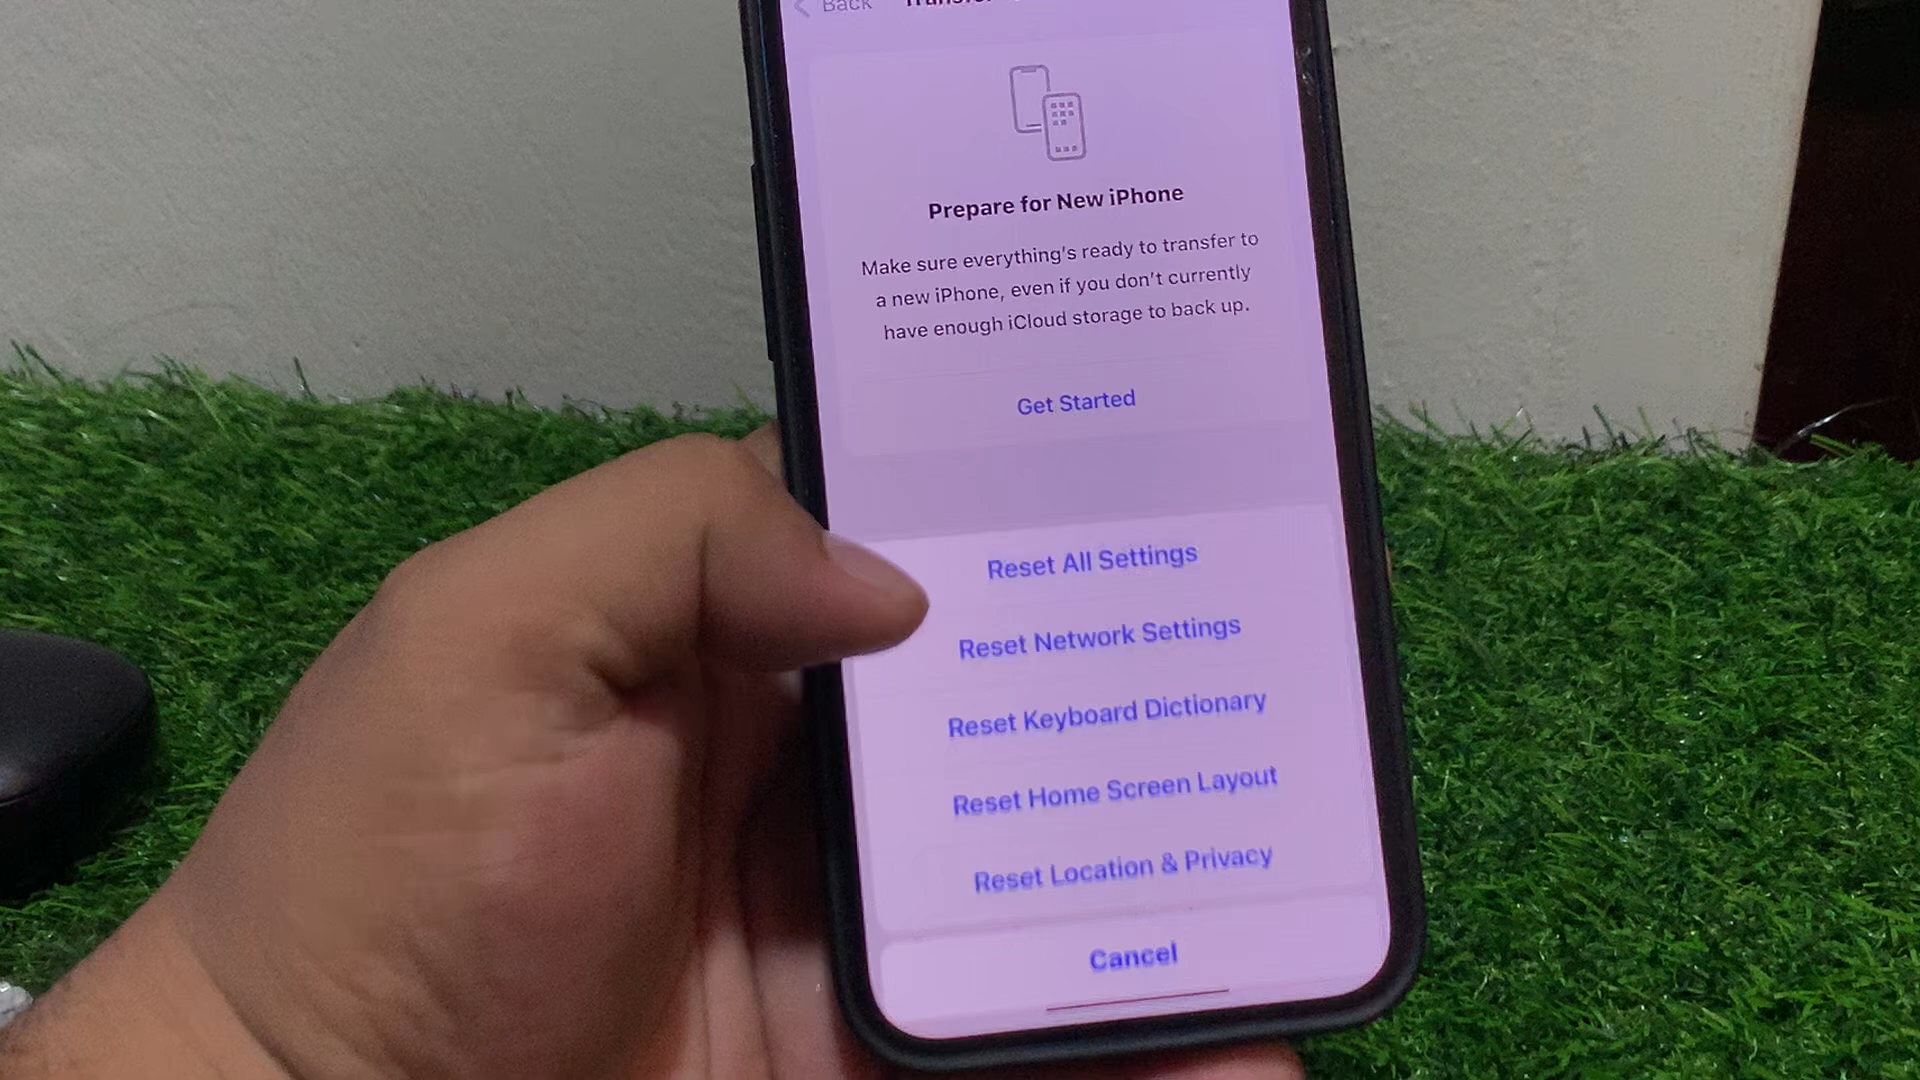 Back
Prepare for New iPhone
Make sure everything's ready to transfer to
a new iPhone, even if you don't currently
have enough iCloud storage to back up.
Get Started
Reset All Settings
Reset Network Settings
Reset Keyboard Dictionary
Reset Home Screen Layout
Reset Location & Privacy
Cancel